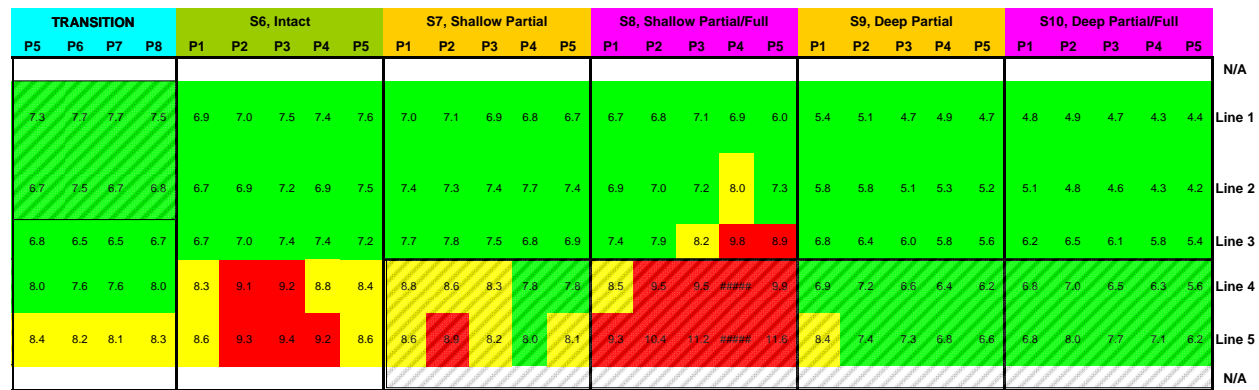 TRANSITION S6, Intact S7, Shallow Partial S8, Shallow Partial/Full S9, Deep Partial S10, Deep Partial/Full
P5 P6 P7 P8 P1 P2 P3 P4 P5 P1 P2 P3 P4 P5 P1 P2 P3 P4 P5 P1 P2 P3 P4 P5 P1 P2 P3 P4 P5
N/A
7.3 7.7 7.7 7.5 6.9 7.0 7.5 7.4 7.6 7.0 7.1 6.9 6.8 6.7 6.7 6.8 7.1 6.9 6.0 5.4 5.1 4.7 4.9 4.7 4.8 4.9 4.7 4.3 4.4 Line 1
6.7 7.5 6.7 6.8 6.7 6.9 7.2 6.9 7.5 7.4 7.3 7.4 7.7 7.4 6.9 7.0 7.2 8.0 7.3 5.8 5.8 5.1 5.3 5.2 5.1 4.8 4.6 4.3 4.2 Line 2
6.8 6.5 6.5 6.7 6.7 7.0 7.4 7.4 7.2 7.7 7.8 7.5 6.8 6.9 7.4 7.9 8.2 9.8 8.9 6.8 6.4 6.0 5.8 5.6 6.2 6.5 6.1 5.8 5.4 Line 3
8.0 7.6 7.6 8.0 8.3 9.1 9.2 8.8 8.4 8.8 8.6 8.3 7.8 7.8 8.5 9.5 9.5 ##### 9.9 6.9 7.2 6.6 6.4 6.2 6.8 7.0 6.5 6.3 5.6 Line 4
8.4 8.2 8.1 8.3 8.6 9.3 9.4 9.2 8.6 8.6 8.9 8.2 8.0 8.1 9.3 10.4 11.2 ##### 11.6 8.4 7.4 7.3 6.8 6.6 6.8 8.0 7.7 7.1 6.2 Line 5
N/A